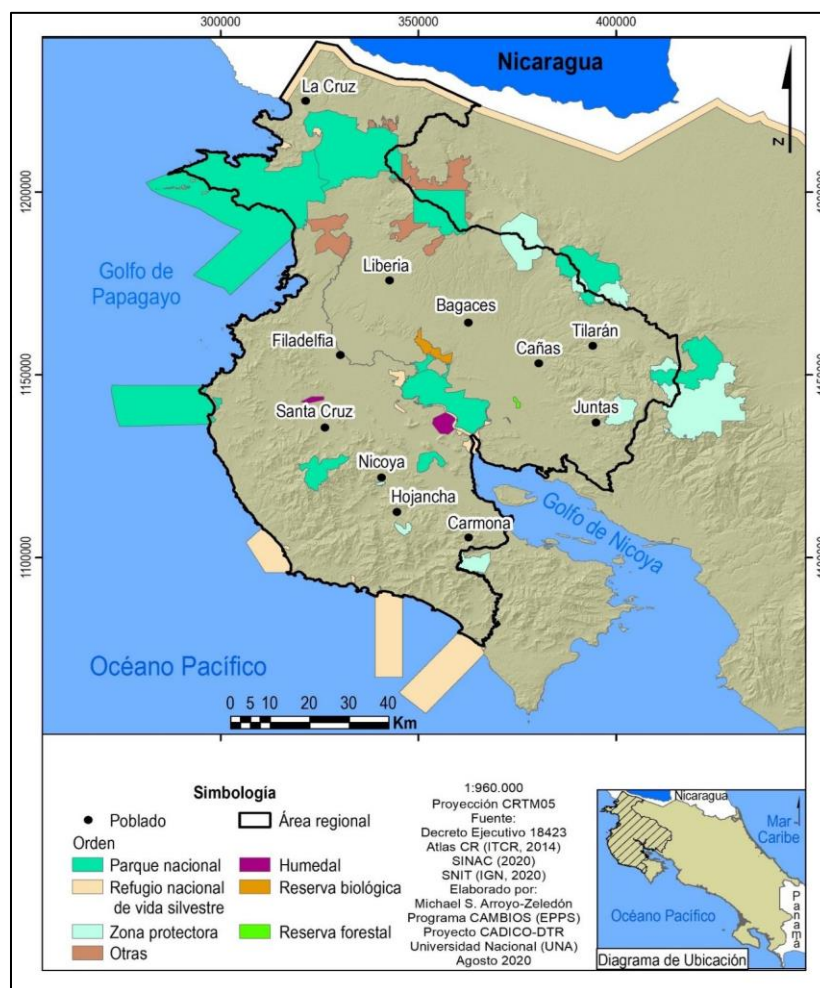 300000
350000
400000
Nicaragua
La Cruz
N
1200000
1200000
Golfo de
Papagayo
Liberia
Bagaces
Filadelfia
Cañas
Tilarán
1150000
1150000
Santa Cruz
Juntas
Nicoya
Hojancha
Carmona
Golfo de Nicoya
1100000
1100000
Océano Pacífico
0 5 10 20 30 40
Km
Simbología
Poblado
Área regional
Orden
Parque nacional
Humedal
Refugio nacional
de vida silvestre
Reserva biológica
Zona protectora
Reserva forestal
Otras
1:960.000
Proyección CRTM05
Fuente:
Decreto Ejecutivo 18423
Atlas CR (ITCR, 2014)
SINAC (2020)
SNIT (IGN, 2020)
Elaborado por:
Michael S. Arroyo-Zeledón
Programa CAMBIOS (EPPS)
Proyecto CADICO-DTR
Universidad Nacional (UNA)
Agosto 2020
Nicaragua
Mar
Caribe
Océano Pacífico
Panamá
Diagrama de Ubicación